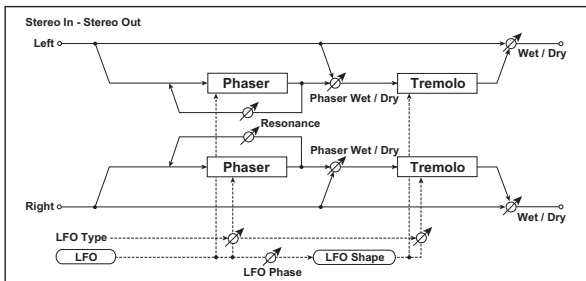 Stereo In - Stereo Out
Left
Wet / Dry
Phaser
Tremolo
Phaser Wet / Dry
Resonance
Phaser Wet / Dry
Phaser
Tremolo
Right
Wet / Dry
LFO Type
LFO
LFO Shape
LFO Phase